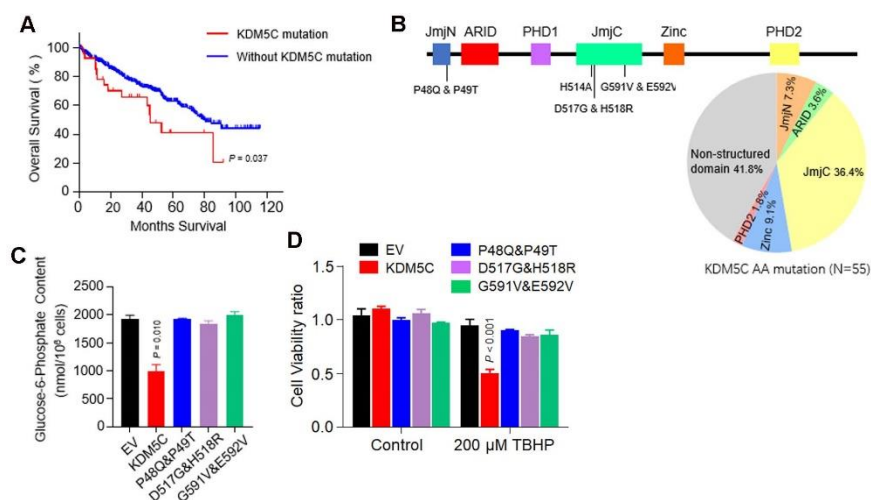 A
KDM5C mutation
Without KDM5C mutation
Overall Survival ( % )
100
80
60
40
20
P = 0.037
0 20 40 60 80 100 120
Months Survival
B
JmjN ARID PHD1 JmjC Zinc PHD2
P48Q & P49T
H514A
G591V & E592V
D517G & H518R
JmjN 7.3%
ARID 3.6%
JmjC 36.4%
Non-structured
domain 41.8%
PHD2 1.8%
Zinc 9.1%
KDM5C AA mutation (N=55)
C
Glucose-6-Phosphate Content
(nmol/10⁶ cells)
2500
2000
1500
1000
500
0
P = 0.010
EV
KDM5C
P48Q&P49T
D517G&H518R
G591V&E592V
D
EV
KDM5C
P48Q&P49T
D517G&H518R
G591V&E592V
Cell Viability ratio
1.5
1.0
0.5
0.0
P < 0.001
Control
200 µM TBHP